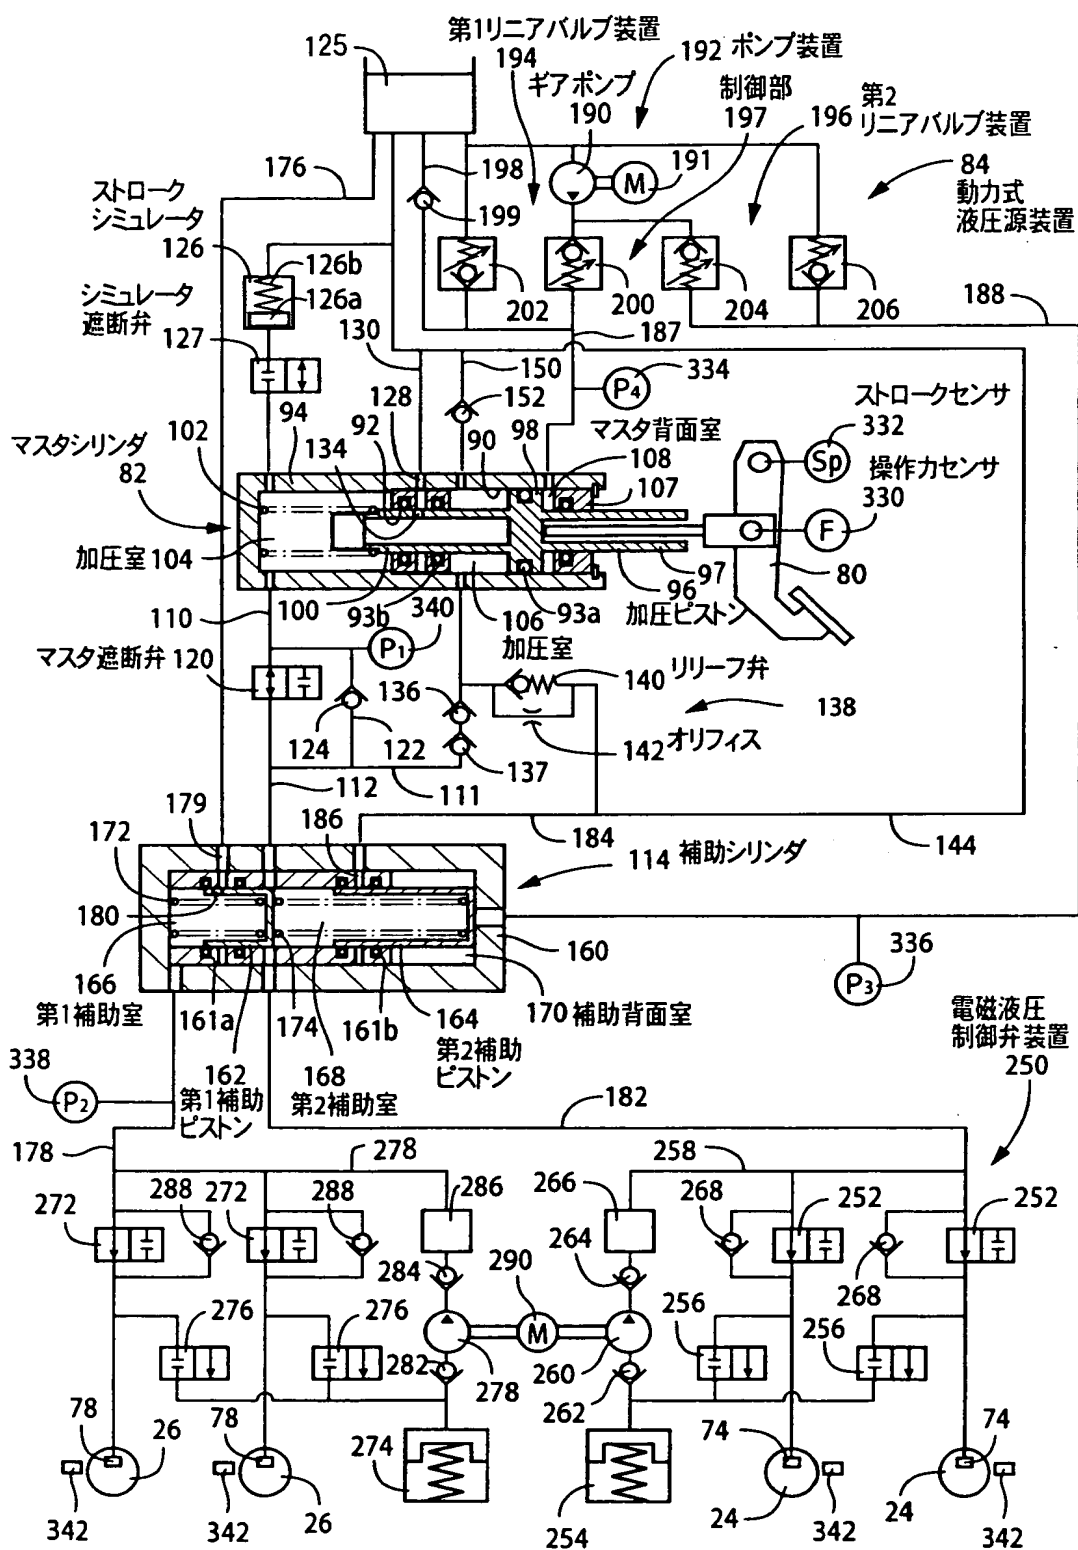 125
第1リニアバルブ装置
194
192 ポンプ装置
ギアポンプ
190
制御部
197
196 第2
リニアバルブ装置
M
191
84
動力式
液圧源装置
176
198
199
ストローク
シミュレータ
126
126b
126a
シミュレータ
遮断弁
127
202
200
204
206
188
187
130
150
152
P4
334
ストロークセンサ
332
Sp
操作力センサ
330
F
94
マスタシリンダ
82
102
134
92
128
90
98
マスタ背面室
108
107
加圧室 104
100
93b
340
106
加圧室
93a
96
加圧ピストン
97
80
110
P1
マスタ遮断弁 120
124
122
136
137
140 リリーフ弁
138
142 オリフィス
112
111
179
172
186
184
144
114 補助シリンダ
180
166
第1補助室
161a
162
第1補助
ピストン
174
168
第2補助室
161b
164
第2補助
ピストン
160
170 補助背面室
336
P3
電磁液圧
制御弁装置
250
338
P2
182
178
278
258
272
288
272
288
286
266
268
252
252
284
290
264
268
M
276
276
282
278
260
262
256
256
78
26
78
26
274
254
74
24
74
24
342
342
342
342